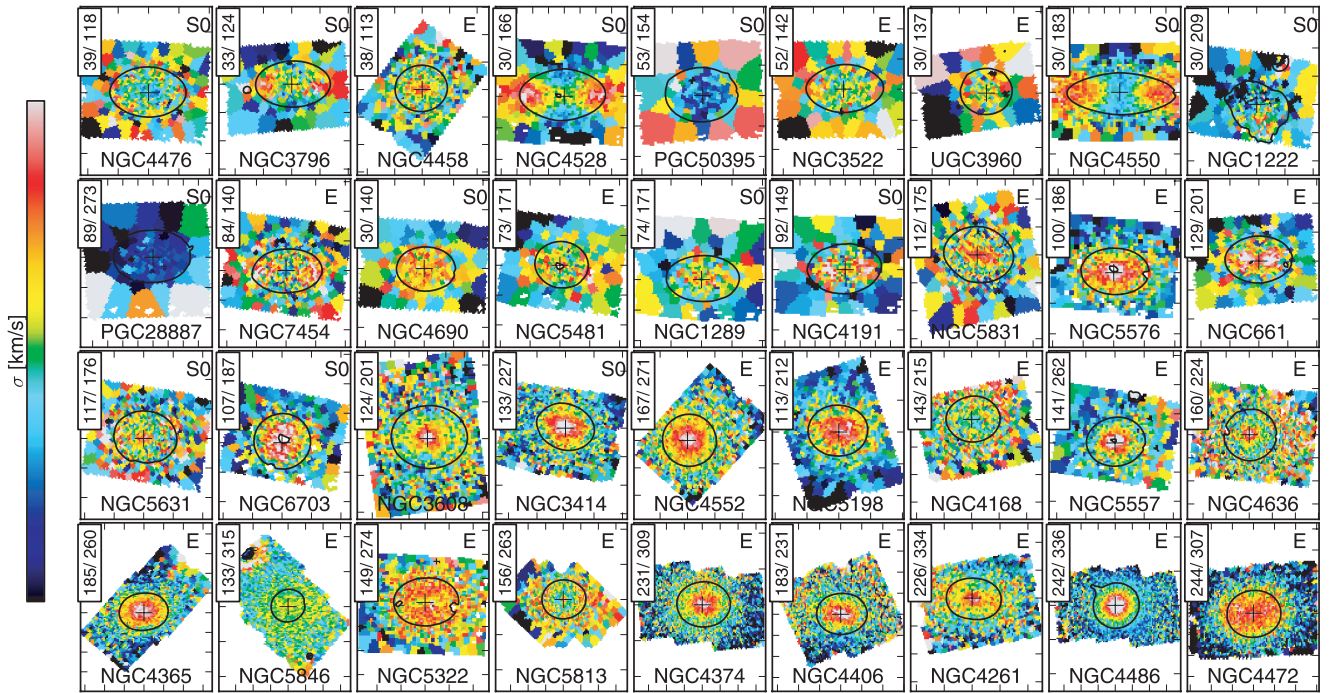 σ [km/s]
39/ 118
S0
NGC4476
33/ 124
S0
NGC3796
38/ 113
E
NGC4458
30/ 166
S0
NGC4528
53/ 154
S0
PGC50395
52/ 142
E
NGC3522
30/ 137
E
UGC3960
30/ 183
S0
NGC4550
30/ 209
S0
NGC1222
89/ 273
S0
PGC28887
84/ 140
E
NGC7454
30/ 140
S0
NGC4690
73/ 171
E
NGC5481
74/ 171
S0
NGC1289
92/ 149
S0
NGC4191
112/ 175
E
NGC5831
100/ 186
E
NGC5576
129/ 201
E
NGC661
117/ 176
S0
NGC5631
107/ 187
S0
NGC6703
124/ 201
E
NGC3608
133/ 227
S0
NGC3414
167/ 271
E
NGC4552
113/ 212
E
NGC5198
143/ 215
E
NGC4168
141/ 262
E
NGC5557
160/ 224
E
NGC4636
185/ 260
E
NGC4365
133/ 315
E
NGC5846
149/ 274
E
NGC5322
156/ 263
E
NGC5813
231/ 309
E
NGC4374
183/ 231
E
NGC4406
226/ 334
E
NGC4261
242/ 336
E
NGC4486
244/ 307
E
NGC4472